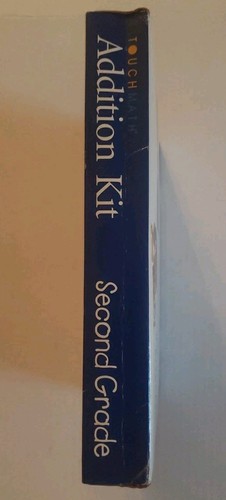 TOUCHMATH
Addition Kit
Second Grade